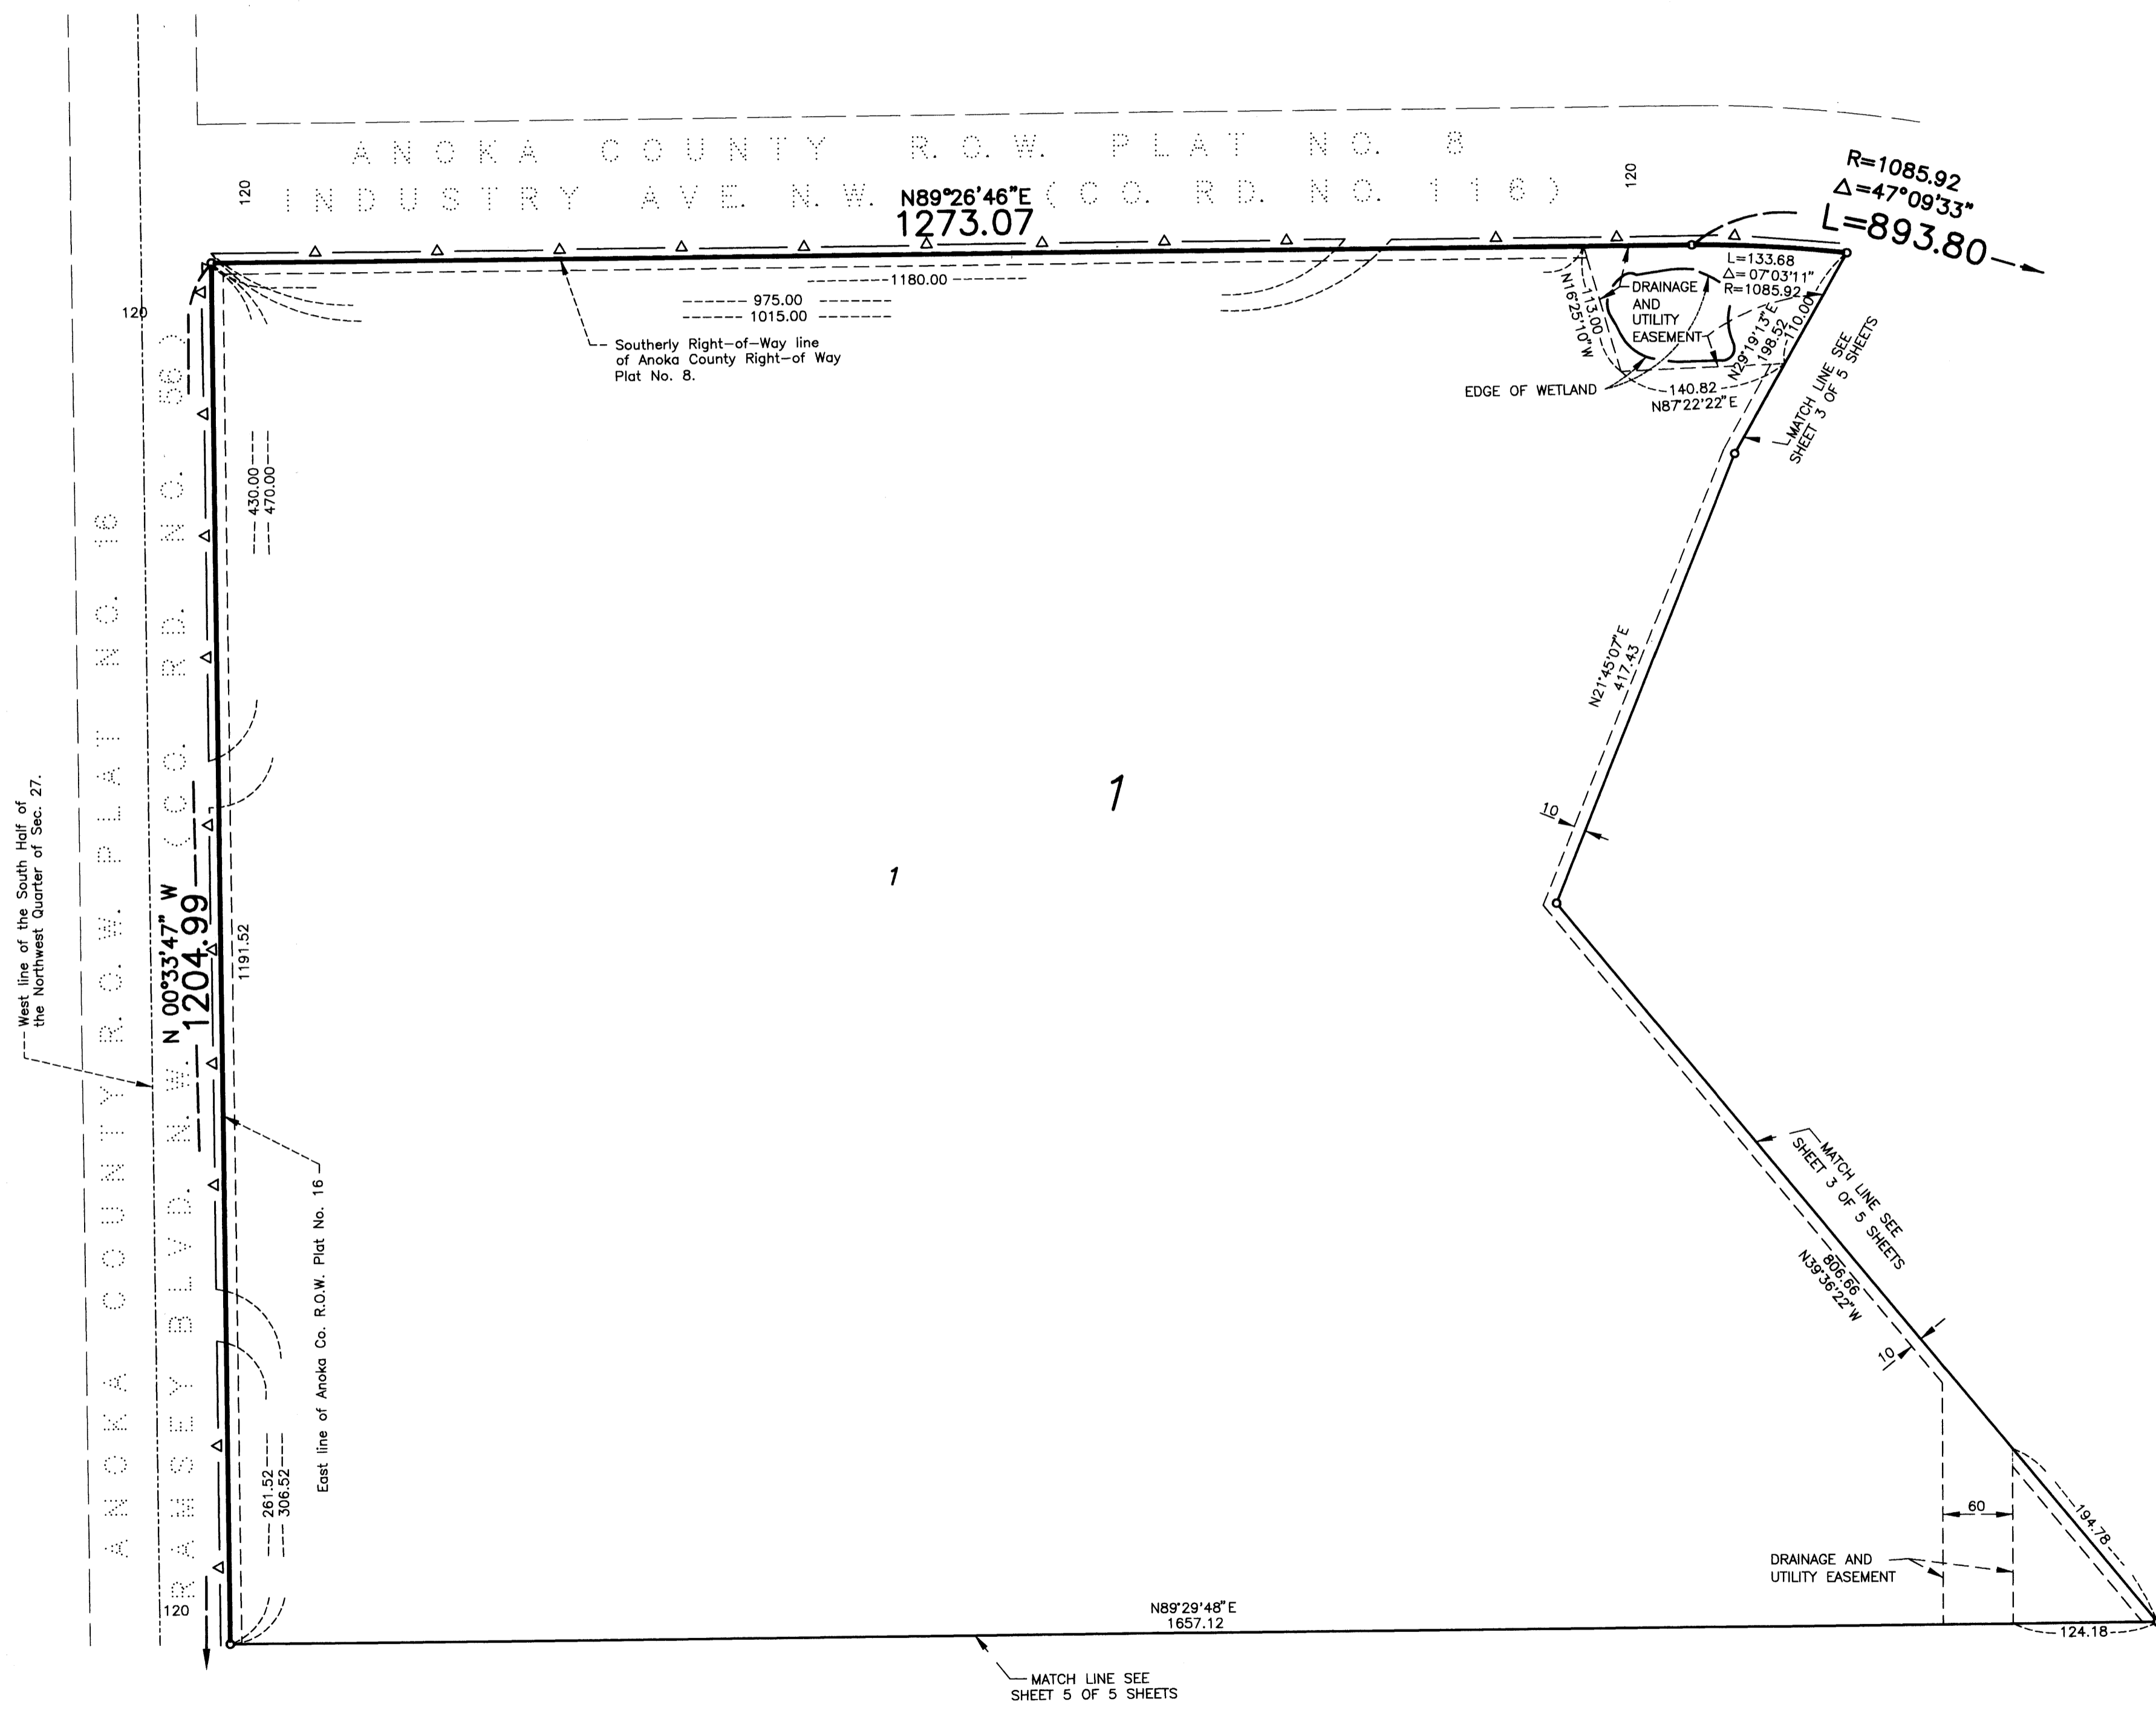 ANOKA COUNTY R.O.W. PLAT NO. 8
INDUSTRY AVE. N.W. (CO. RD. NO. 116)
N89°26'46"E
1273.07
120
120
120
R=1085.92
Δ=47°09'33"
L=893.80
1180.00
975.00
1015.00
Southerly Right-of-Way line
of Anoka County Right-of Way
Plat No. 8.
L=133.68
Δ=07°03'11"
R=1085.92
DRAINAGE
AND
UTILITY
EASEMENT
113.00
N16°25'10"W
110.00
198.52
N29°19'13"E
140.82
N87°22'22"E
EDGE OF WETLAND
MATCH LINE SEE
SHEET 3 OF 5 SHEETS
430.00
470.00
N21°45'07"E
417.43
10
1
1
West line of the South Half of
the Northwest Quarter of Sec. 27.
ANOKA COUNTY R.O.W. PLAT NO. 16
RAMSEY BLVD. N.W. (CO. RD. NO. 56)
N 00°33'47" W
1204.99
1191.52
East line of Anoka Co. R.O.W. Plat No. 16
MATCH LINE SEE
SHEET 3 OF 5 SHEETS
806.66
N39°36'22"W
10
261.52
306.52
120
60
194.78
DRAINAGE AND
UTILITY EASEMENT
124.18
N89°29'48"E
1657.12
MATCH LINE SEE
SHEET 5 OF 5 SHEETS